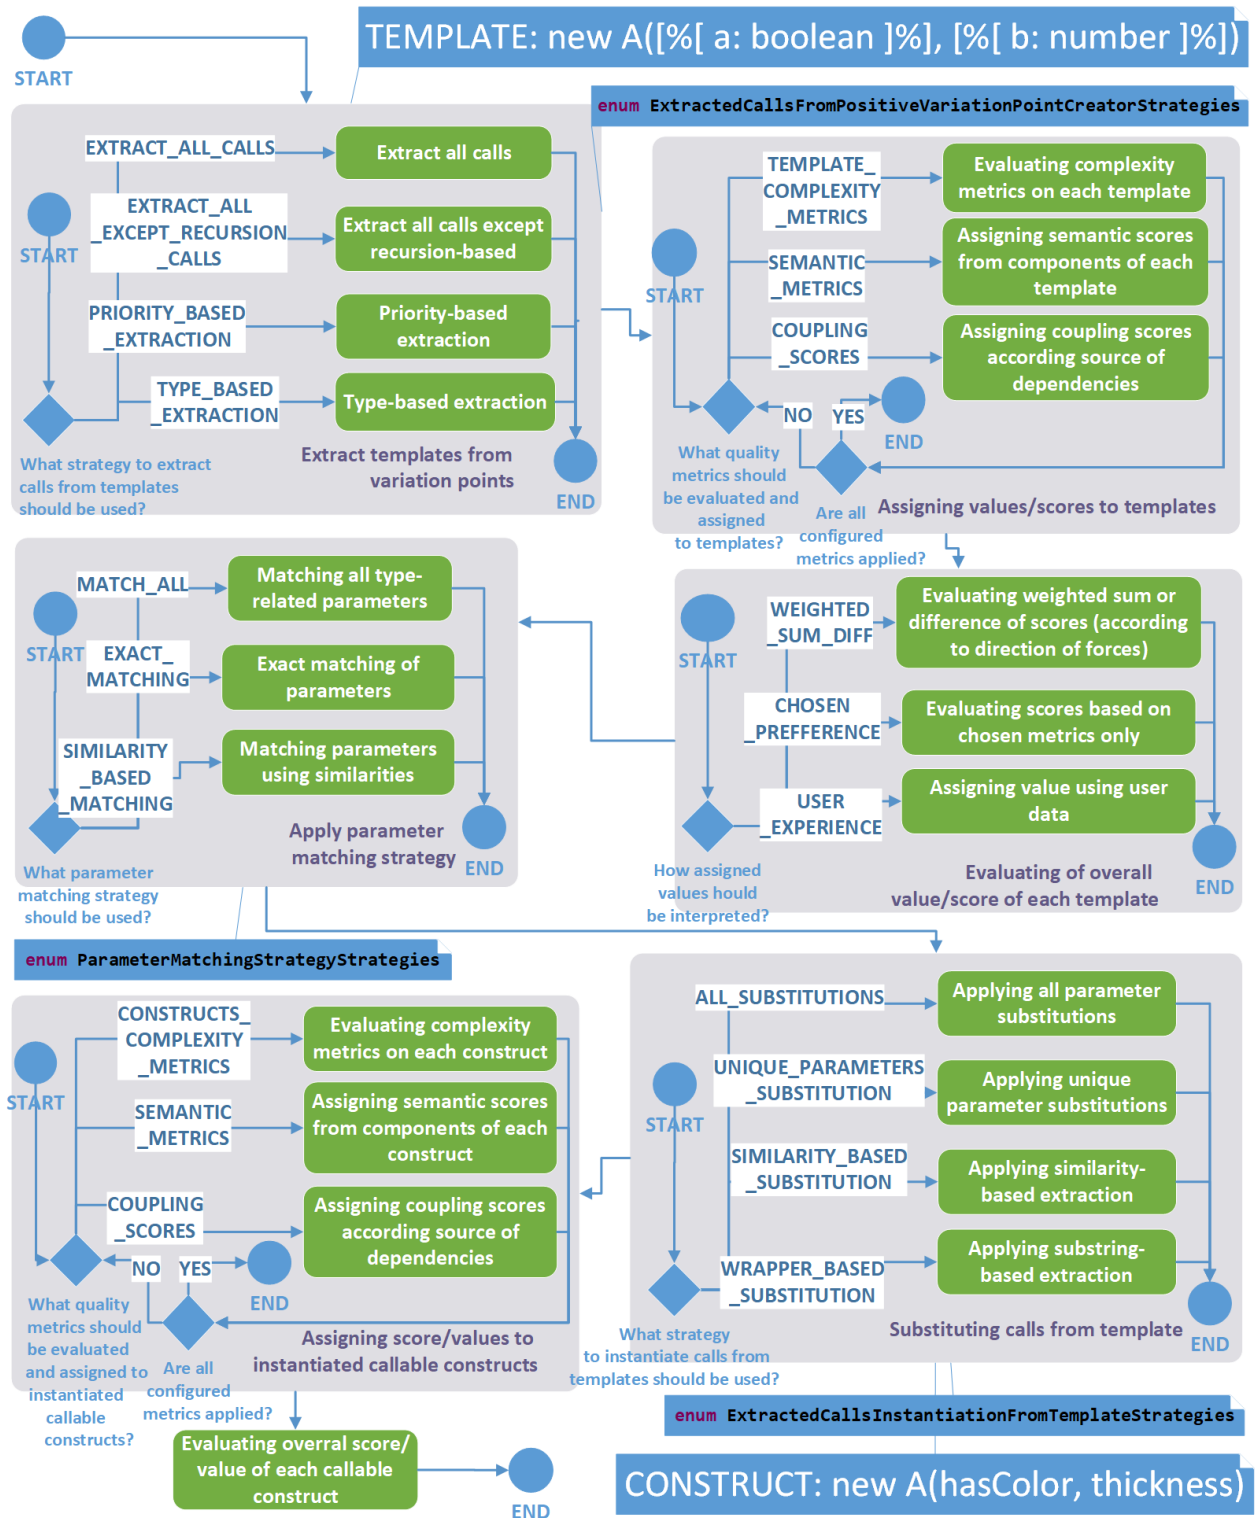 START
TEMPLATE: new A([%[ a: boolean ]%], [%[ b: number ]%])
enum ExtractedCallsFromPositiveVariationPointCreatorStrategies
EXTRACT_ALL_CALLS
Extract all calls
START
EXTRACT_ALL
_EXCEPT_RECURSION
_CALLS
Extract all calls except
recursion-based
PRIORITY_BASED
_EXTRACTION
Priority-based
extraction
TYPE_BASED
_EXTRACTION
Type-based extraction
What strategy to extract
calls from templates
should be used?
Extract templates from
variation points
END
TEMPLATE_
COMPLEXITY
_METRICS
Evaluating complexity
metrics on each template
START
SEMANTIC
_METRICS
Assigning semantic scores
from components of each
template
COUPLING
_SCORES
Assigning coupling scores
according source of
dependencies
NO
YES
END
What quality
metrics should
be evaluated and
assigned
to templates?
Are all
configured
metrics applied?
Assigning values/scores to templates
MATCH_ALL
Matching all type-
related parameters
START
EXACT_
MATCHING
Exact matching of
parameters
SIMILARITY
_BASED
_MATCHING
Matching parameters
using similarities
What parameter
matching strategy
should be used?
Apply parameter
matching strategy
END
START
WEIGHTED
_SUM_DIFF
Evaluating weighted sum or
difference of scores (according
to direction of forces)
CHOSEN
_PREFFERENCE
Evaluating scores based on
chosen metrics only
USER
_EXPERIENCE
Assigning value using user
data
How assigned
values hould
be interpreted?
Evaluating of overall
value/score of each template
END
enum ParameterMatchingStrategyStrategies
CONSTRUCTS_
COMPLEXITY
_METRICS
Evaluating complexity
metrics on each construct
START
SEMANTIC
_METRICS
Assigning semantic scores
from components of each
construct
COUPLING
_SCORES
Assigning coupling scores
according source of
dependencies
NO
YES
END
What quality
metrics should
be evaluated
and assigned to
instantiated
callable
constructs?
Are all
configured
metrics applied?
Assigning score/values to
instantiated callable constructs
ALL_SUBSTITUTIONS
Applying all parameter
substitutions
START
UNIQUE_PARAMETERS
_SUBSTITUTION
Applying unique
parameter substitutions
SIMILARITY_BASED
_SUBSTITUTION
Applying similarity-
based extraction
WRAPPER_BASED
_SUBSTITUTION
Applying substring-
based extraction
What strategy
to instantiate calls from
templates should be used?
Substituting calls from template
END
enum ExtractedCallsInstantiationFromTemplateStrategies
Evaluating overral score/
value of each callable
construct
END
CONSTRUCT: new A(hasColor, thickness)